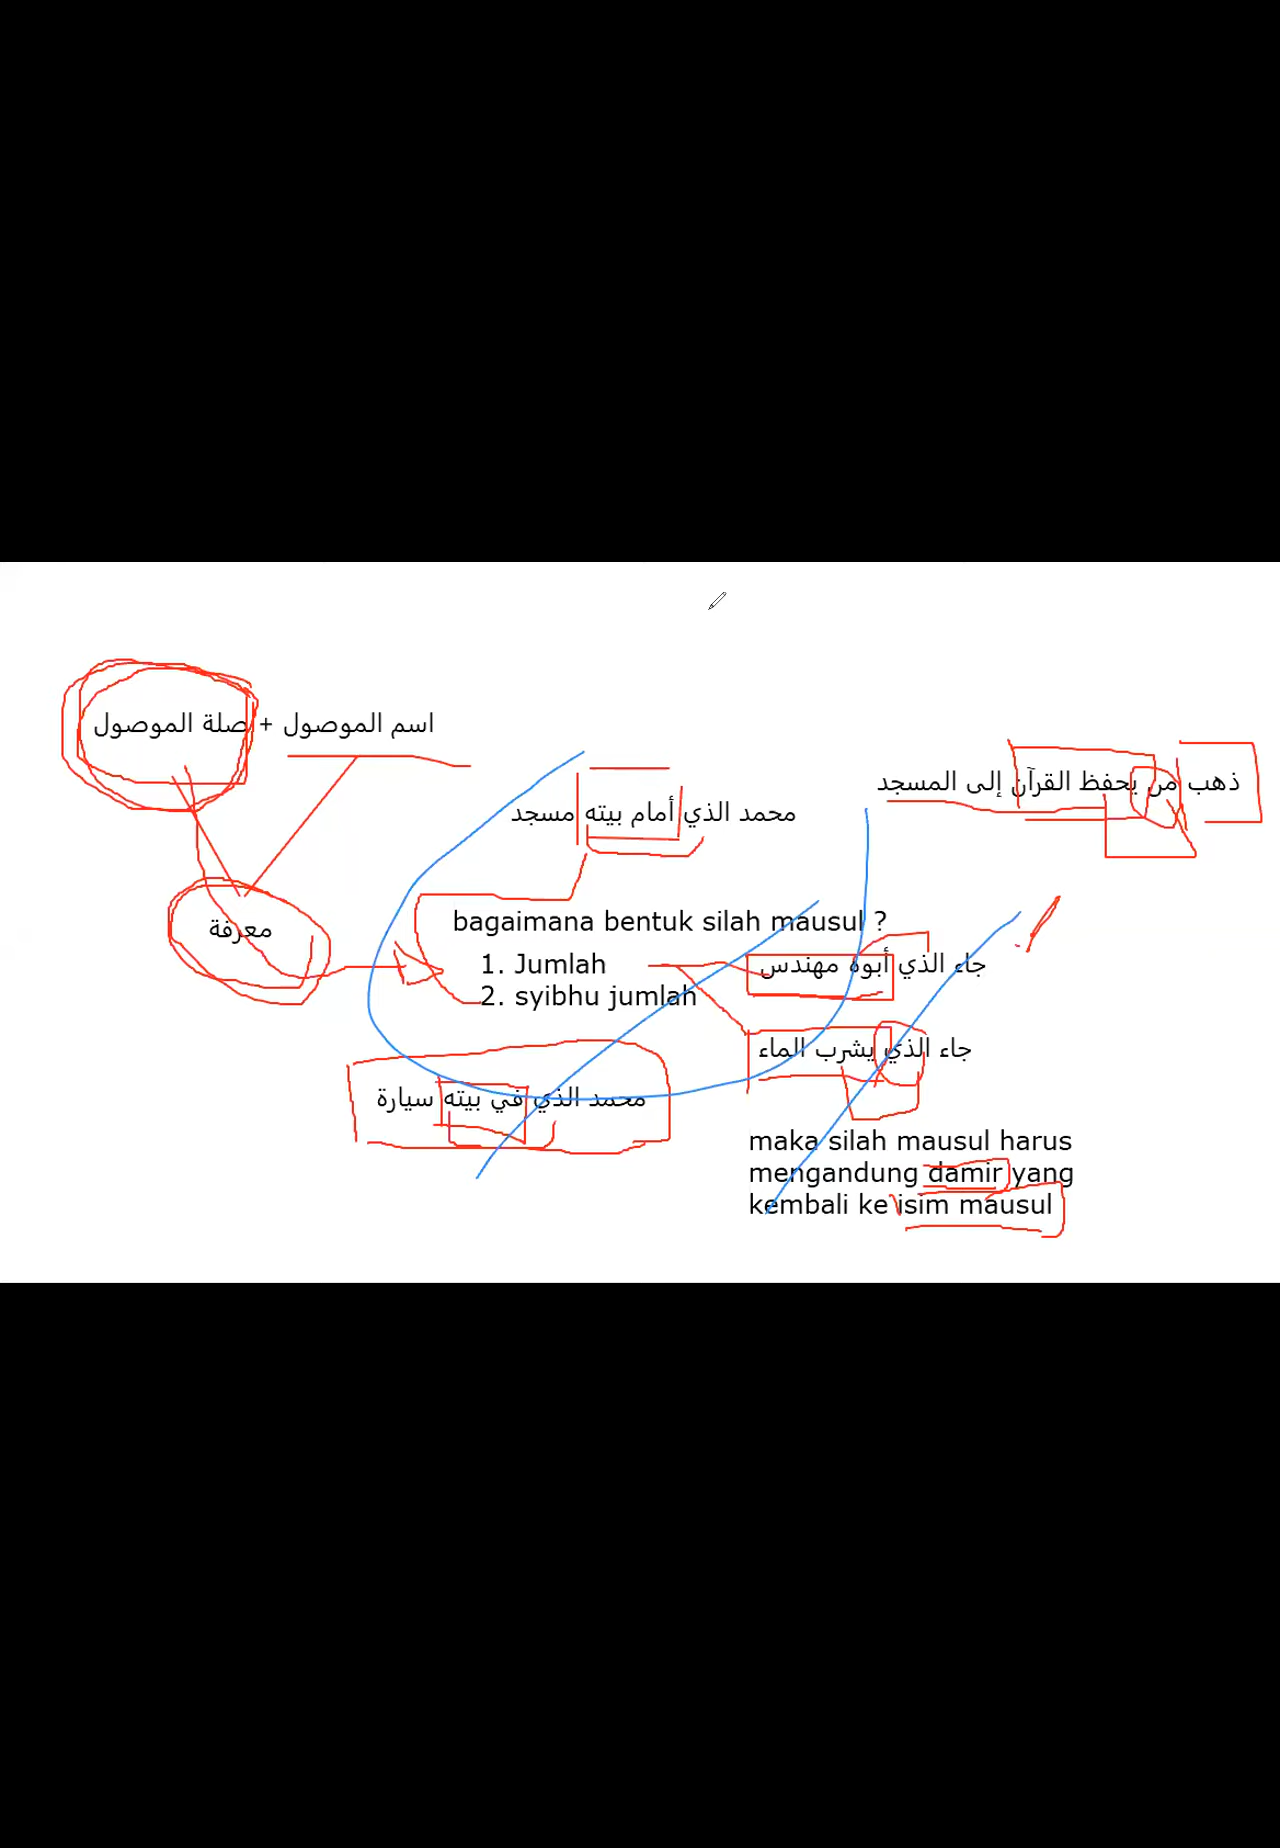 اسم الموصول + صلة الموصول
ذهب من يحفظ القرآن إلى المسجد
محمد الذي أمام بيته مسجد
معرفة
bagaimana bentuk silah mausul ?
1. Jumlah
2. syibhu jumlah
جاء الذي أبوه مهندس
جاء الذي يشرب الماء
محمد الذي في بيته سيارة
maka silah mausul harus
mengandung damir yang
kembali ke isim mausul